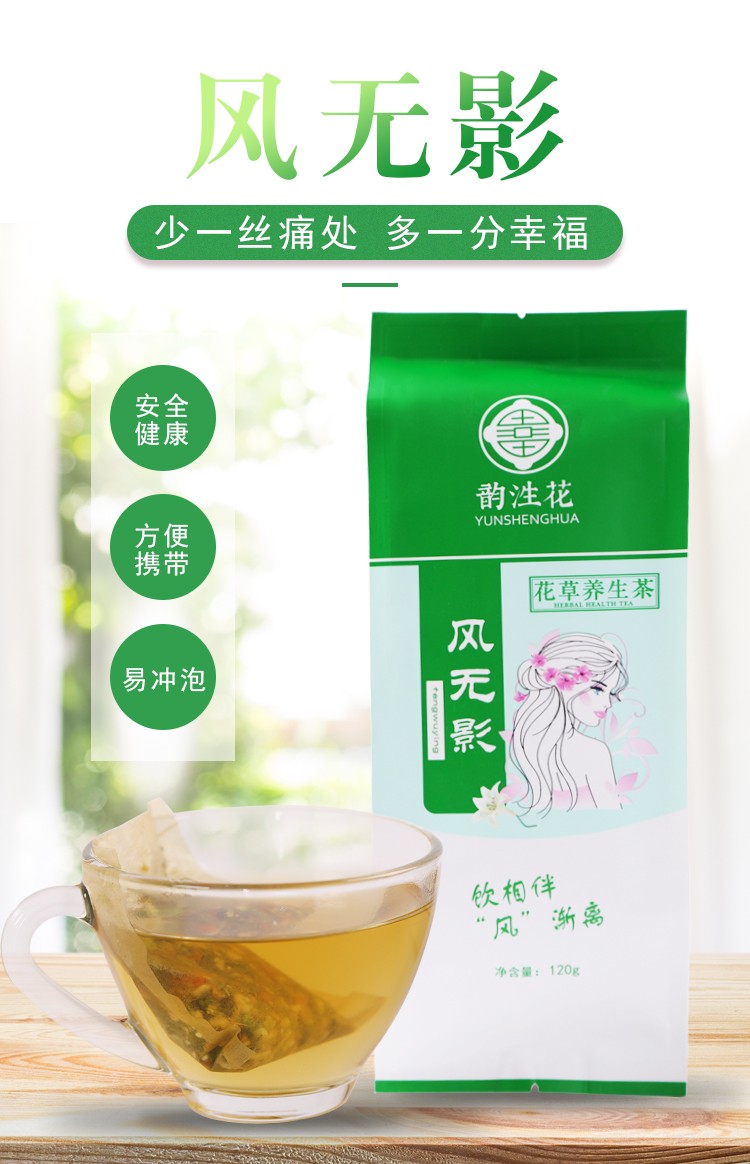 风无影
少一丝痛处 多一分幸福
安全
健康
方便
携带
易冲泡
韵泩花
YUNSHENGHUA
花草养生茶
HERBAL HEALTH TEA
风无影
fengwuying
饮相伴
“风”渐离
净含量：120g